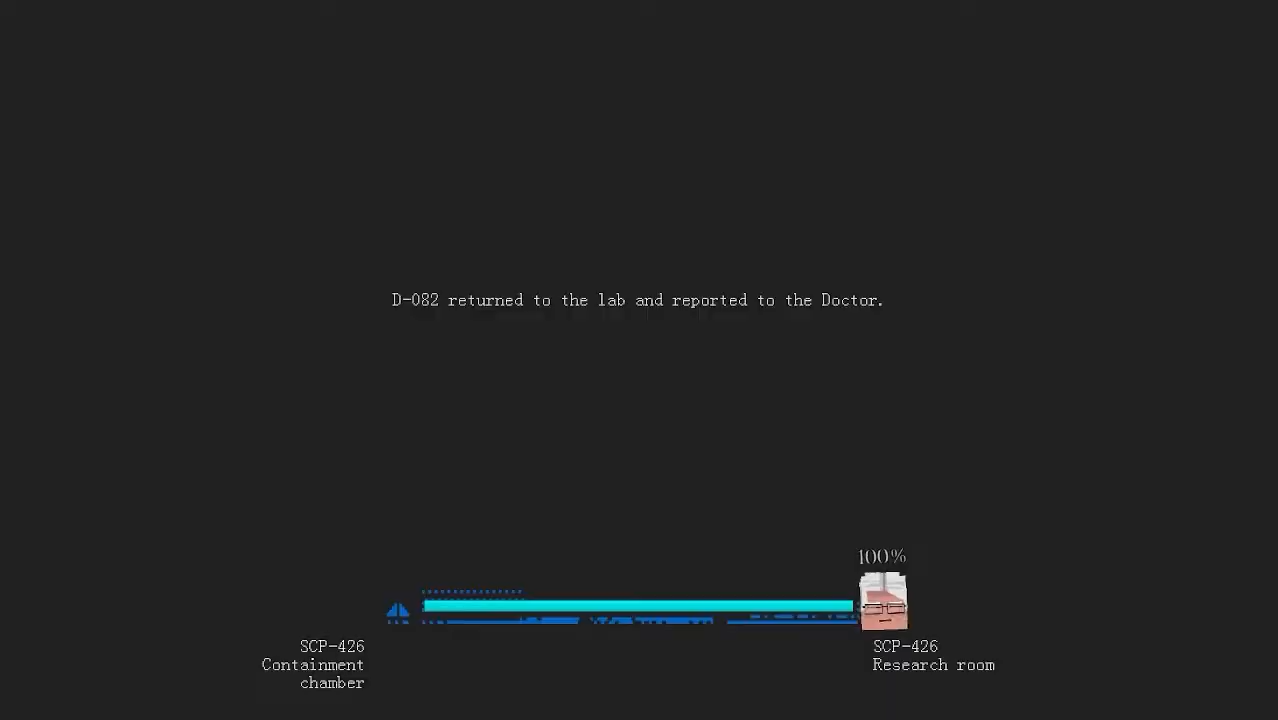 D-082 returned to the lab and reported to the Doctor.
100%
SCP-426
Containment
chamber
SCP-426
Research room